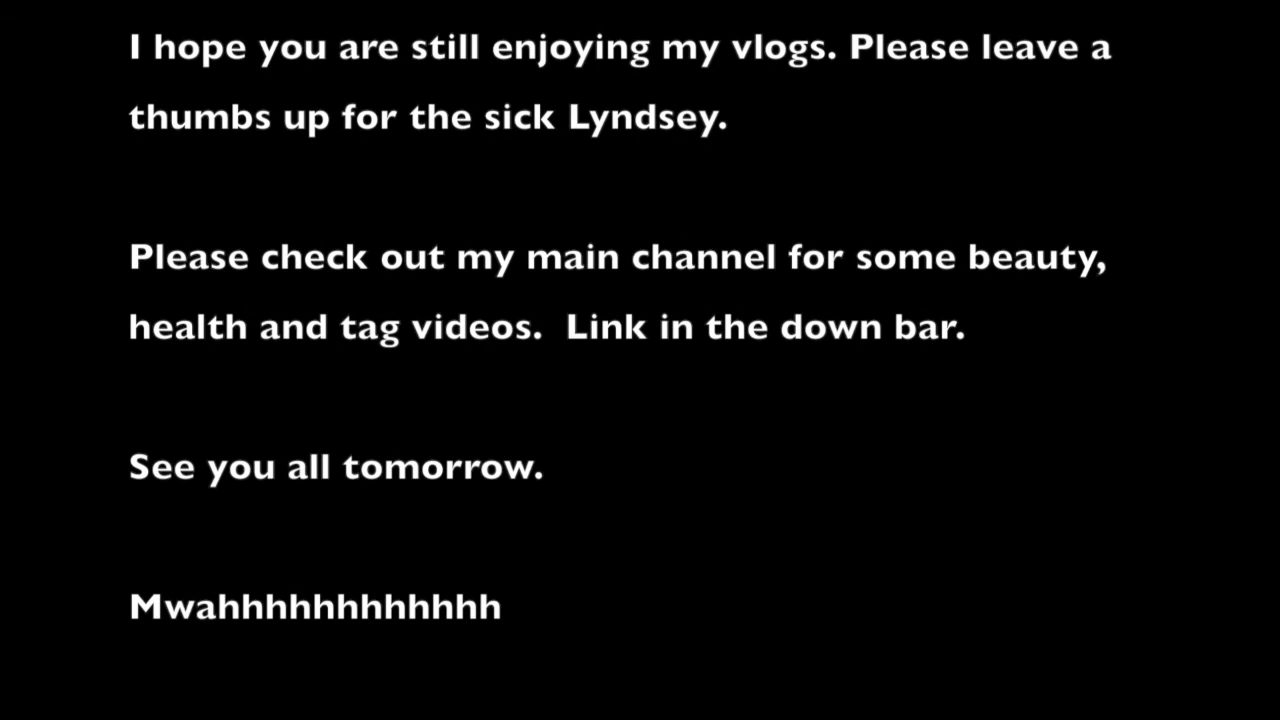 I hope you are still enjoying my vlogs. Please leave a
thumbs up for the sick Lyndsey.
Please check out my main channel for some beauty,
health and tag videos.  Link in the down bar.
See you all tomorrow.
Mwahhhhhhhhhhhh